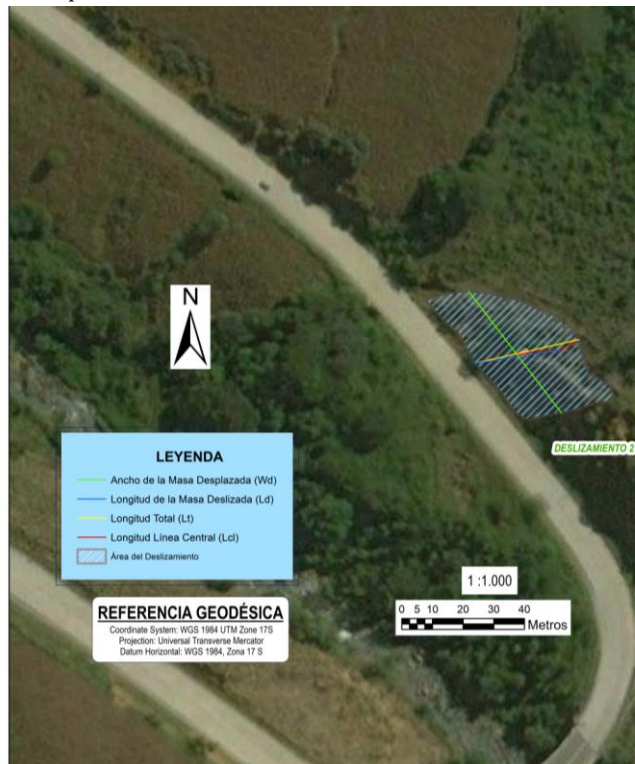 N
DESLIZAMIENTO 2
LEYENDA
Ancho de la Masa Desplazada (Wd)
Longitud de la Masa Deslizada (Ld)
Longitud Total (Lt)
Longitud Línea Central (Lcl)
Área del Deslizamiento
1 :1.000
0 5 10 20 30 40
Metros
REFERENCIA GEODÉSICA
Coordinate System: WGS 1984 UTM Zone 17S
Projection: Universal Transverse Mercator
Datum Horizontal: WGS 1984, Zona 17 S